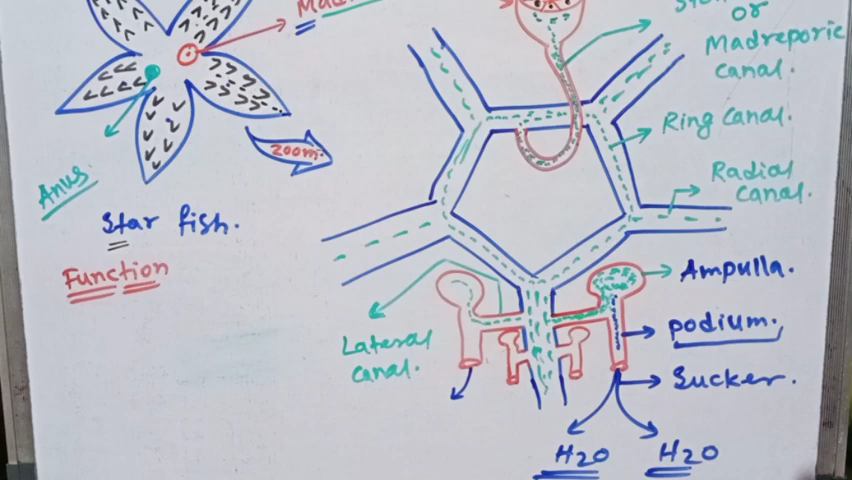 or
Madreporic
canal.
Ring canal.
Radial
canal.
zoom.
Anus
Star fish.
Function
Ampulla.
podium.
Lateral
canal.
Sucker.
H2O
H2O